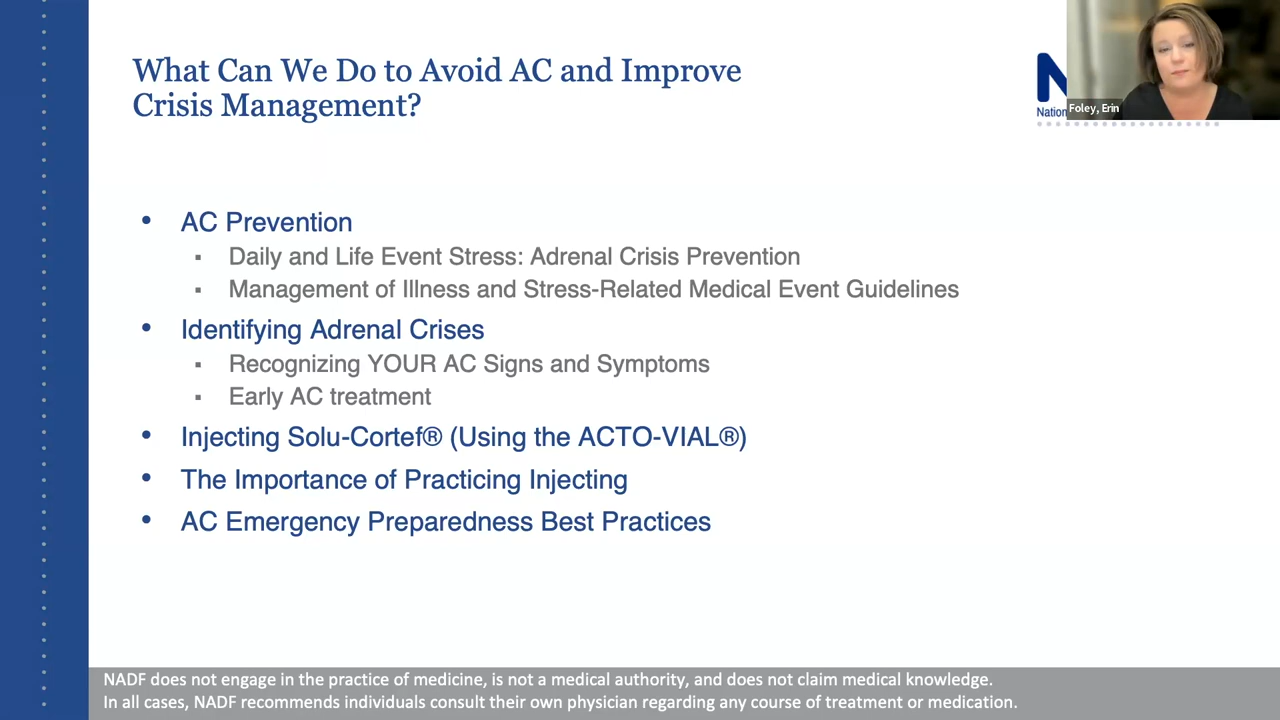 What Can We Do to Avoid AC and Improve
Crisis Management?
N
Nation
Foley, Erin
• AC Prevention
▪ Daily and Life Event Stress: Adrenal Crisis Prevention
▪ Management of Illness and Stress-Related Medical Event Guidelines
• Identifying Adrenal Crises
▪ Recognizing YOUR AC Signs and Symptoms
▪ Early AC treatment
• Injecting Solu-Cortef® (Using the ACTO-VIAL®)
• The Importance of Practicing Injecting
• AC Emergency Preparedness Best Practices
NADF does not engage in the practice of medicine, is not a medical authority, and does not claim medical knowledge.
In all cases, NADF recommends individuals consult their own physician regarding any course of treatment or medication.